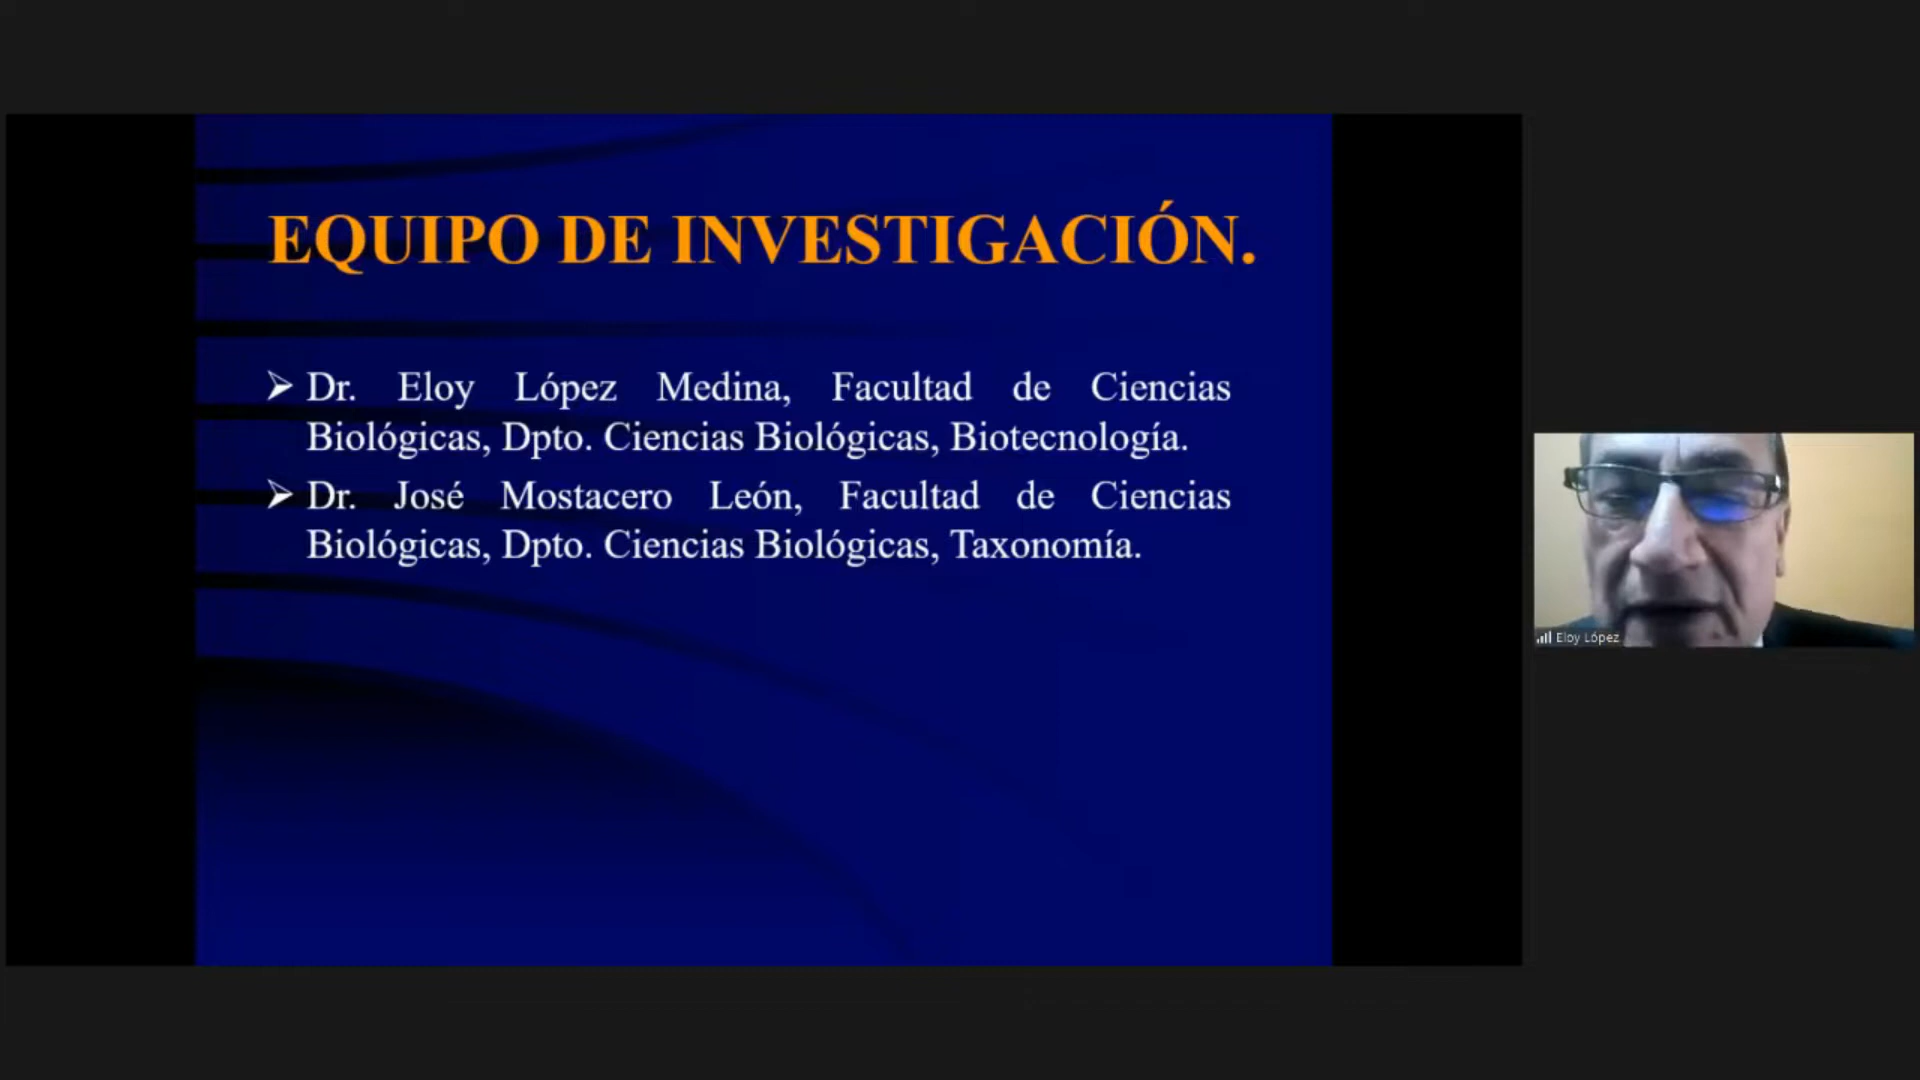 EQUIPO DE INVESTIGACIÓN.
➢ Dr. Eloy López Medina, Facultad de Ciencias
Biológicas, Dpto. Ciencias Biológicas, Biotecnología.
➢ Dr. José Mostacero León, Facultad de Ciencias
Biológicas, Dpto. Ciencias Biológicas, Taxonomía.
Eloy López